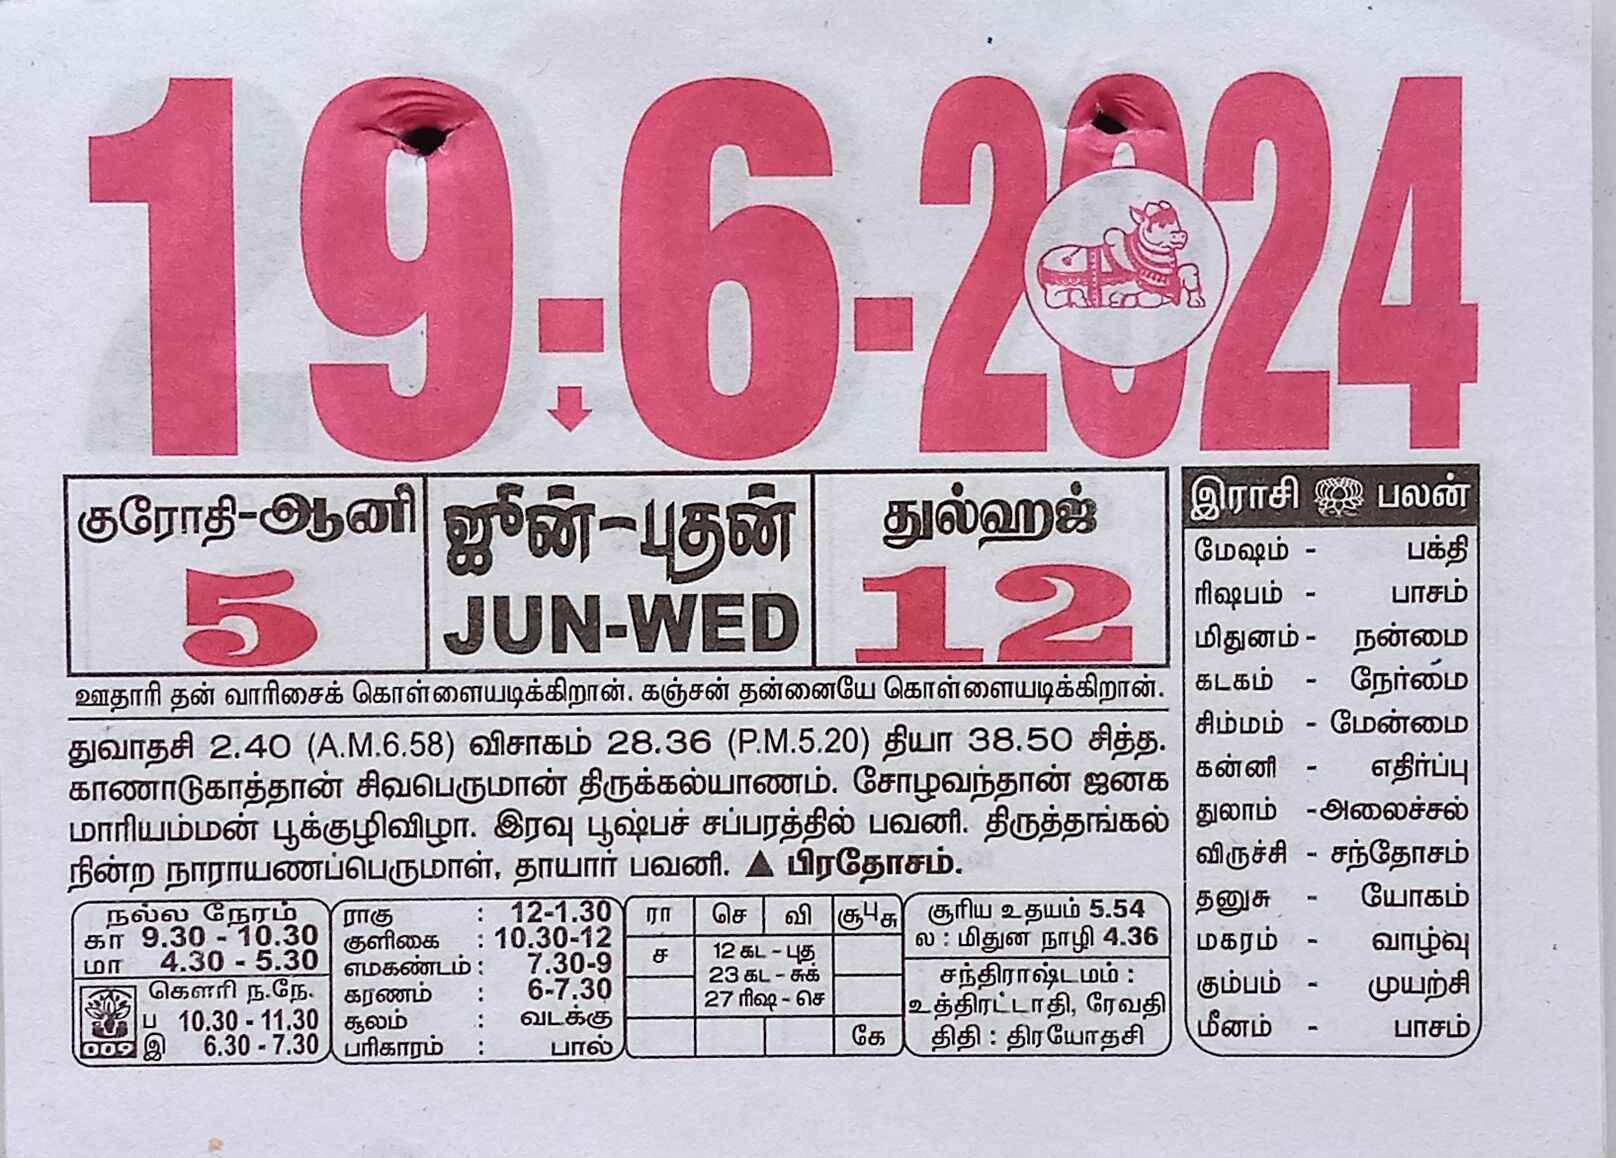 19-6-2024
குரோதி-ஆனி
5
ஜூன்-புதன்
JUN-WED
துல்ஹஜ்
12
ஊதாரி தன் வாரிசைக் கொள்ளையடிக்கிறான். கஞ்சன் தன்னையே கொள்ளையடிக்கிறான்.
துவாதசி 2.40 (A.M.6.58) விசாகம் 28.36 (P.M.5.20) தியா 38.50 சித்த.
காணாடுகாத்தான் சிவபெருமான் திருக்கல்யாணம். சோழவந்தான் ஜனக
மாரியம்மன் பூக்குழிவிழா. இரவு பூஷ்பச் சப்பரத்தில் பவனி. திருத்தங்கல்
நின்ற நாராயணப்பெருமாள், தாயார் பவனி. ▲ பிரதோசம்.
இராசி பலன்
மேஷம் - பக்தி
ரிஷபம் - பாசம்
மிதுனம் - நன்மை
கடகம் - நேர்மை
சிம்மம் - மேன்மை
கன்னி - எதிர்ப்பு
துலாம் - அலைச்சல்
விருச்சி - சந்தோசம்
தனுசு - யோகம்
மகரம் - வாழ்வு
கும்பம் - முயற்சி
மீனம் - பாசம்
நல்ல நேரம்
கா 9.30 - 10.30
மா 4.30 - 5.30
கௌரி ந.நே.
ப 10.30 - 11.30
இ 6.30 - 7.30
009
ராகு : 12-1.30
குளிகை : 10.30-12
எமகண்டம் : 7.30-9
கரணம் : 6-7.30
சூலம் : வடக்கு
பரிகாரம் : பால்
ரா செ வி சூபுசு
ச
12 கட - புத
23 கட - சுக்
27 ரிஷ - செ
கே
சூரிய உதயம் 5.54
ல : மிதுன நாழி 4.36
சந்திராஷ்டமம் :
உத்திரட்டாதி, ரேவதி
திதி : திரயோதசி